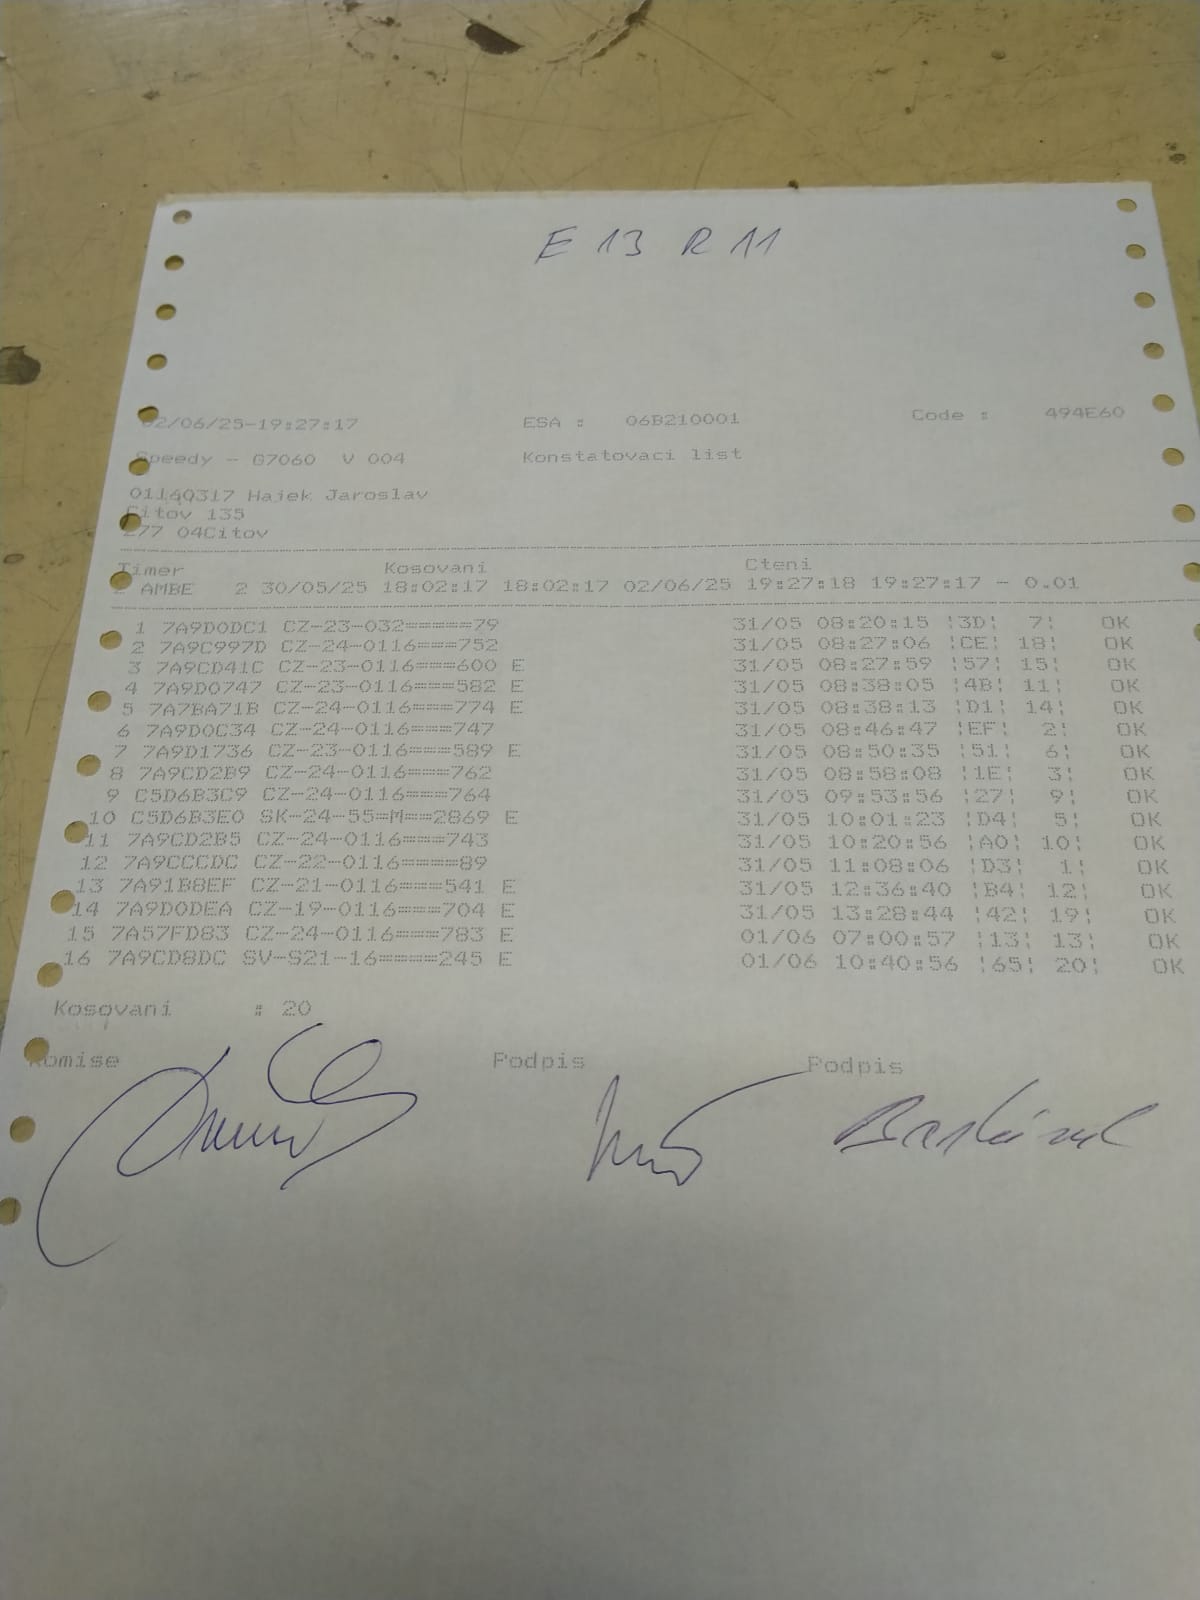 E 13 R 11
02/06/25-19:27:17 ESA : 06B210001 Code : 494E60
Speedy - G7060 V 004 Konstatovaci list
01160317 Hajek Jaroslav
Citov 135
277 04Citov
Timer Kosovani Cteni
AMBE 2 30/05/25 18:02:17 18:02:17 02/06/25 19:27:18 19:27:17 - 0.01
1 7A9D0DC1 CZ-23-032=====79 31/05 08:20:15 ¦3D¦ 7¦ OK
2 7A9C997D CZ-24-0116===752 31/05 08:27:06 ¦CE¦ 18¦ OK
3 7A9CD41C CZ-23-0116===600 E 31/05 08:27:59 ¦57¦ 15¦ OK
4 7A9D0747 CZ-23-0116===582 E 31/05 08:38:05 ¦4B¦ 11¦ OK
5 7A7BA71B CZ-24-0116===774 E 31/05 08:38:13 ¦D1¦ 14¦ OK
6 7A9D0C34 CZ-24-0116===747 31/05 08:46:47 ¦EF¦ 2¦ OK
7 7A9D1736 CZ-23-0116===589 E 31/05 08:50:35 ¦51¦ 6¦ OK
8 7A9CD2B9 CZ-24-0116===762 31/05 08:58:08 ¦1E¦ 3¦ OK
9 C5D6B3C9 CZ-24-0116===764 31/05 09:53:56 ¦27¦ 9¦ OK
10 C5D6B3E0 SK-24-55=M==2869 E 31/05 10:01:23 ¦D4¦ 5¦ OK
11 7A9CD2B5 CZ-24-0116===743 31/05 10:20:56 ¦A0¦ 10¦ OK
12 7A9CCCDC CZ-22-0116====89 31/05 11:08:06 ¦D3¦ 1¦ OK
13 7A91B8EF CZ-21-0116===541 E 31/05 12:36:40 ¦B4¦ 12¦ OK
14 7A9D0DEA CZ-19-0116===704 E 31/05 13:28:44 ¦42¦ 19¦ OK
15 7A57FD83 CZ-24-0116===783 E 01/06 07:00:57 ¦13¦ 13¦ OK
16 7A9CD8DC SV-S21-16====245 E 01/06 10:40:56 ¦65¦ 20¦ OK
Kosovani : 20
Komise Podpis Podpis